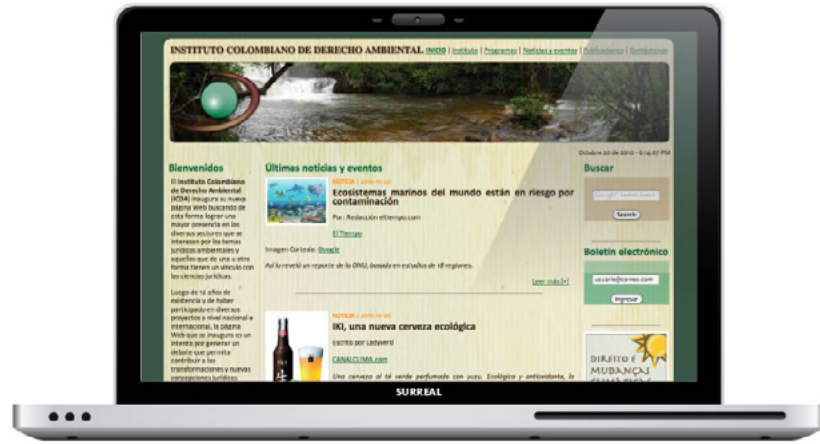 INSTITUTO COLOMBIANO DE DERECHO AMBIENTAL INICIO | Instituto | Programas | Noticias y eventos | Publicaciones | Contáctenos
Octubre 20 de 2010 - 6:14:07 PM
Bienvenidos
El Instituto Colombiano
de Derecho Ambiental
(ICDA) inaugura su nueva
página Web buscando de
esta forma lograr una
mayor presencia en los
diversos sectores que se
interesan por los temas
jurídicos ambientales y
aquellos que de una u otra
forma tienen un vínculo con
las ciencias jurídicas.
Luego de 12 años de
existencia y de haber
participado en diversos
proyectos a nivel nacional e
internacional, la página
Web que se inaugura es un
intento por generar un
debate que permita
contribuir a las
transformaciones y nuevas
concepciones jurídicas
Últimas noticias y eventos
NOTICIA |
Ecosistemas marinos del mundo están en riesgo por
contaminación
Por: Redacción eltiempo.com
El Tiempo
Imagen Cortesía: Google
Así lo reveló un reporte de la ONU, basado en estudios de 18 regiones.
Leer más [+]
NOTICIA |
IKI, una nueva cerveza ecológica
Escrito por Ladyverd
CANALCLIMA.com
Una cerveza al té verde perfumada con yuzu. Ecológica y antioxidante, la
Buscar
Search
Boletín electrónico
usuario@correo.com
Ingresar
DIREITO E
MUDANÇAS
CLIMÁTICAS
SURREAL